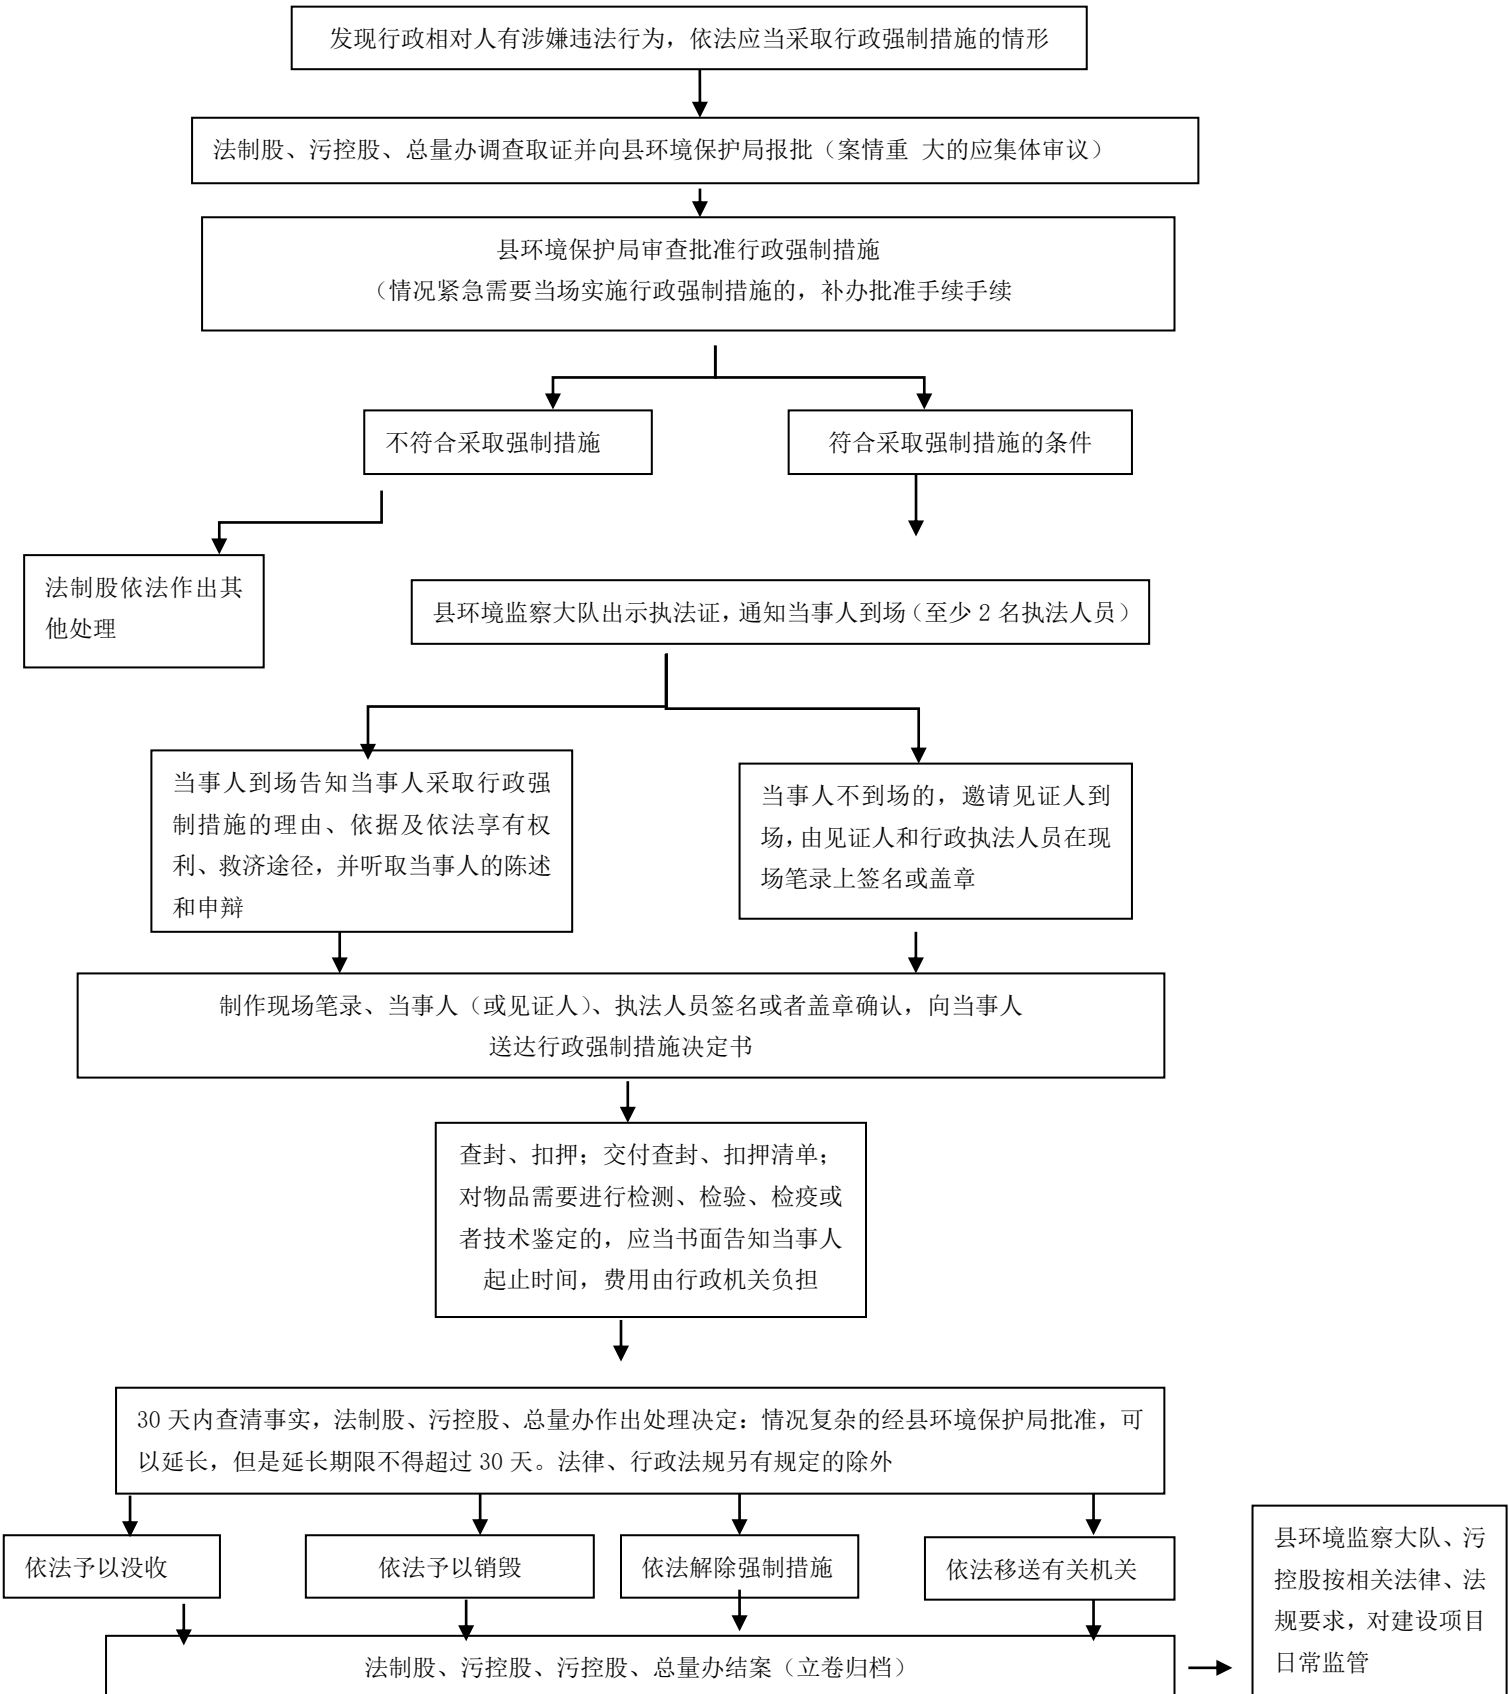 发现行政相对人有涉嫌违法行为，依法应当采取行政强制措施的情形
法制股、污控股、总量办调查取证并向县环境保护局报批（案情重 大的应集体审议）
县环境保护局审查批准行政强制措施
（情况紧急需要当场实施行政强制措施的，补办批准手续手续
不符合采取强制措施
符合采取强制措施的条件
法制股依法作出其
他处理
县环境监察大队出示执法证，通知当事人到场（至少 2 名执法人员）
当事人到场告知当事人采取行政强
制措施的理由、依据及依法享有权
利、救济途径，并听取当事人的陈述
和申辩
当事人不到场的，邀请见证人到
场，由见证人和行政执法人员在现
场笔录上签名或盖章
制作现场笔录、当事人（或见证人）、执法人员签名或者盖章确认，向当事人
送达行政强制措施决定书
查封、扣押；交付查封、扣押清单；
对物品需要进行检测、检验、检疫或
者技术鉴定的，应当书面告知当事人
起止时间，费用由行政机关负担
30 天内查清事实，法制股、污控股、总量办作出处理决定：情况复杂的经县环境保护局批准，可
以延长，但是延长期限不得超过 30 天。法律、行政法规另有规定的除外
依法予以没收
依法予以销毁
依法解除强制措施
依法移送有关机关
法制股、污控股、污控股、总量办结案（立卷归档）
县环境监察大队、污
控股按相关法律、法
规要求，对建设项目
日常监管